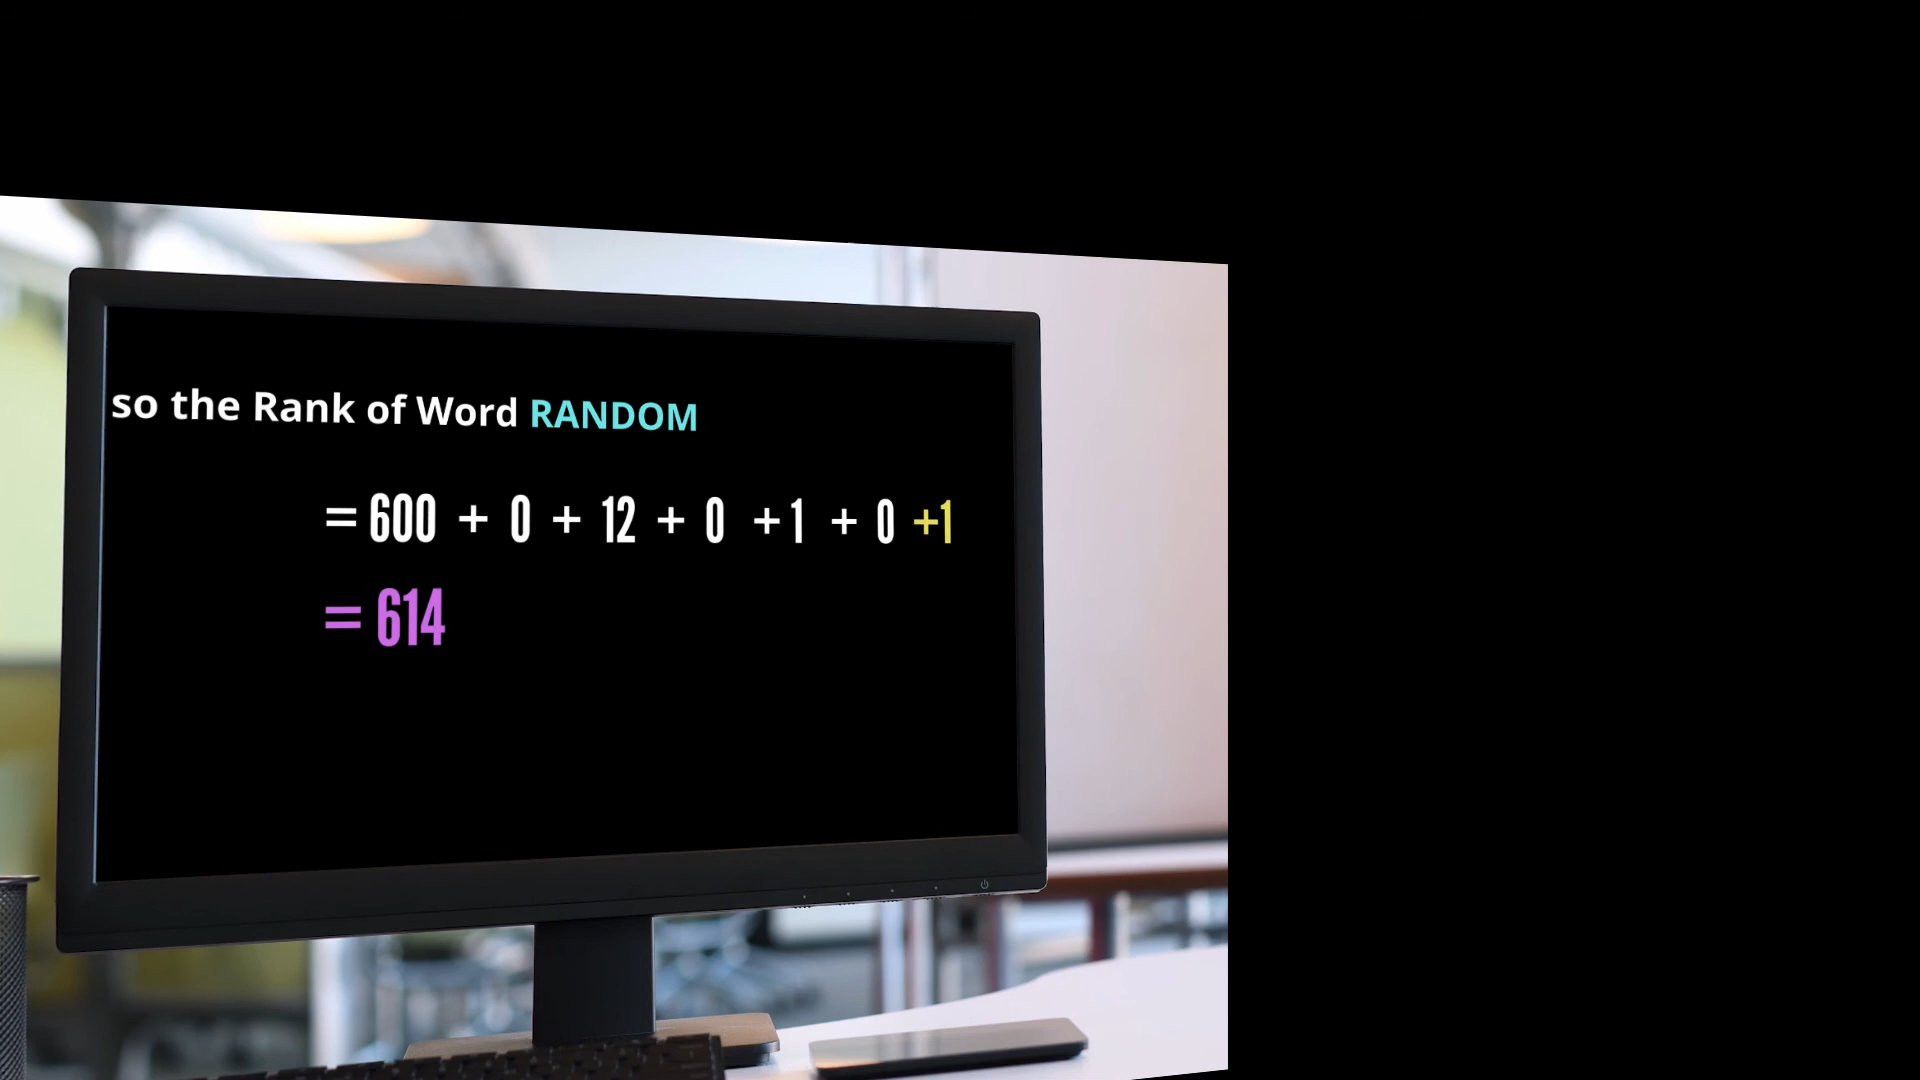 so the Rank of Word RANDOM
= 600 + 0 + 12 + 0 +1 + 0 +1
= 614